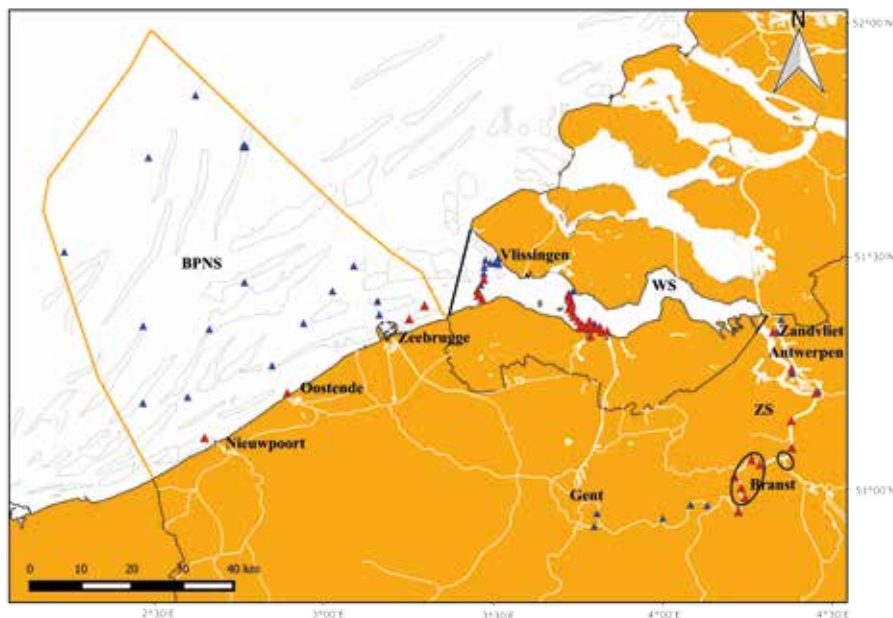 N
52°00'N
Vlissingen
51°30'N
BPNS
WS
Zandvliet
Zeebrugge
Antwerpen
Oostende
ZS
Nieuwpoort
Gent
Branst
51°00'N
0 10 20 30 40 km
2°30'E 3°00'E 3°30'E 4°00'E 4°30'E